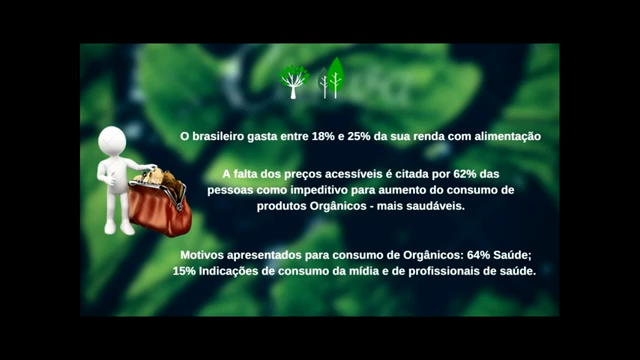 O brasileiro gasta entre 18% e 25% da sua renda com alimentação
A falta dos preços acessíveis é citada por 62% das
pessoas como impeditivo para aumento do consumo de
produtos Orgânicos - mais saudáveis.
Motivos apresentados para consumo de Orgânicos: 64% Saúde;
15% Indicações de consumo da mídia e de profissionais de saúde.